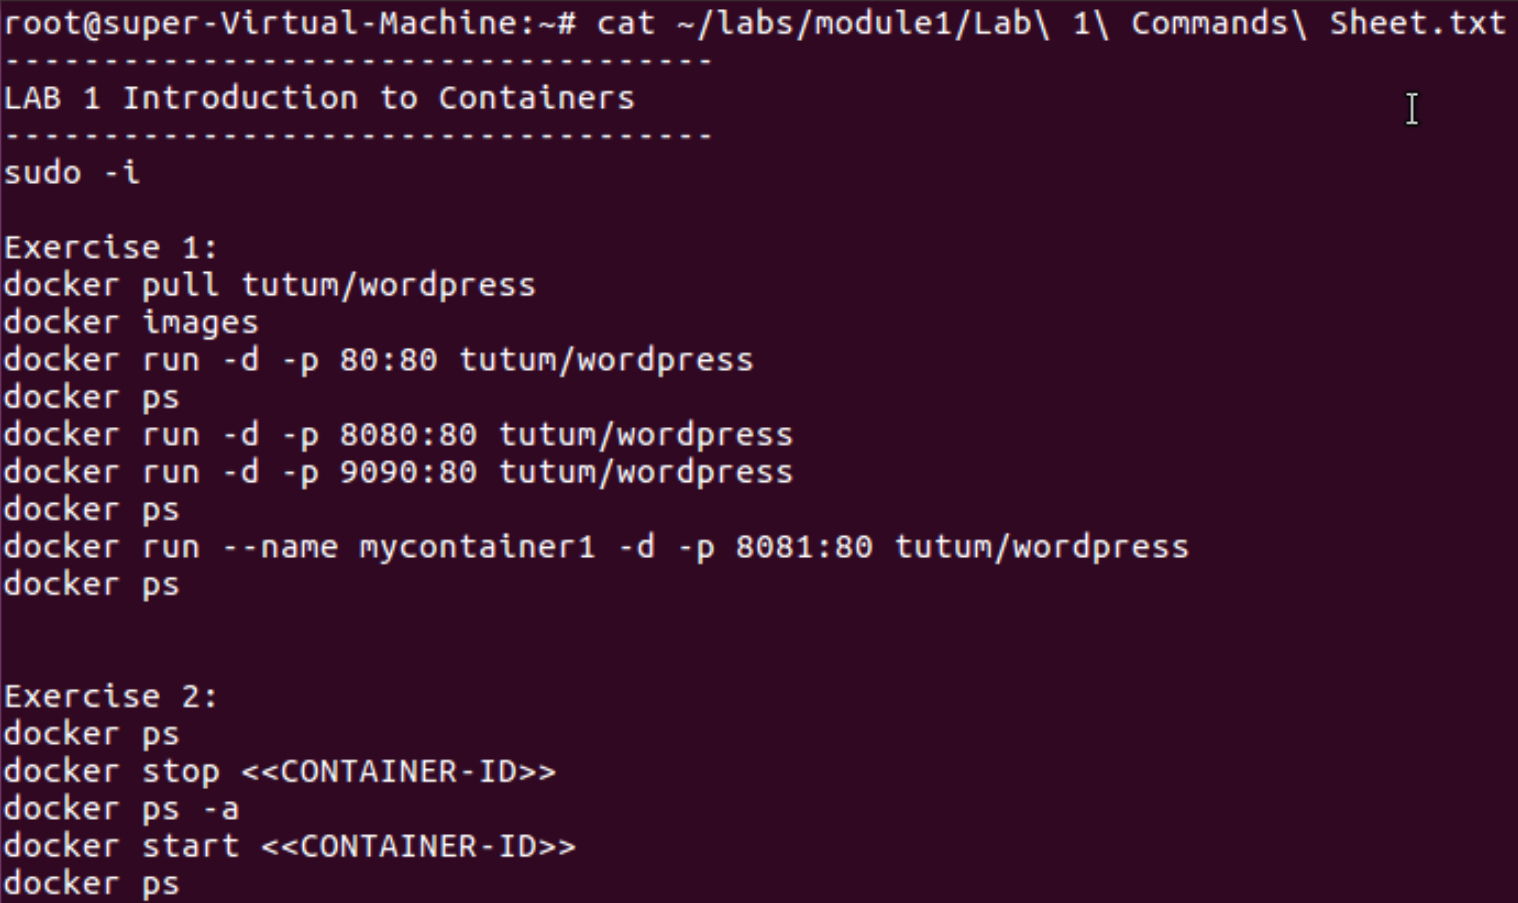 root@super-Virtual-Machine:~# cat ~/labs/module1/Lab\ 1\ Commands\ Sheet.txt
------------------------------------
LAB 1 Introduction to Containers
------------------------------------
sudo -i
Exercise 1:
docker pull tutum/wordpress
docker images
docker run -d -p 80:80 tutum/wordpress
docker ps
docker run -d -p 8080:80 tutum/wordpress
docker run -d -p 9090:80 tutum/wordpress
docker ps
docker run --name mycontainer1 -d -p 8081:80 tutum/wordpress
docker ps
Exercise 2:
docker ps
docker stop <<CONTAINER-ID>>
docker ps -a
docker start <<CONTAINER-ID>>
docker ps